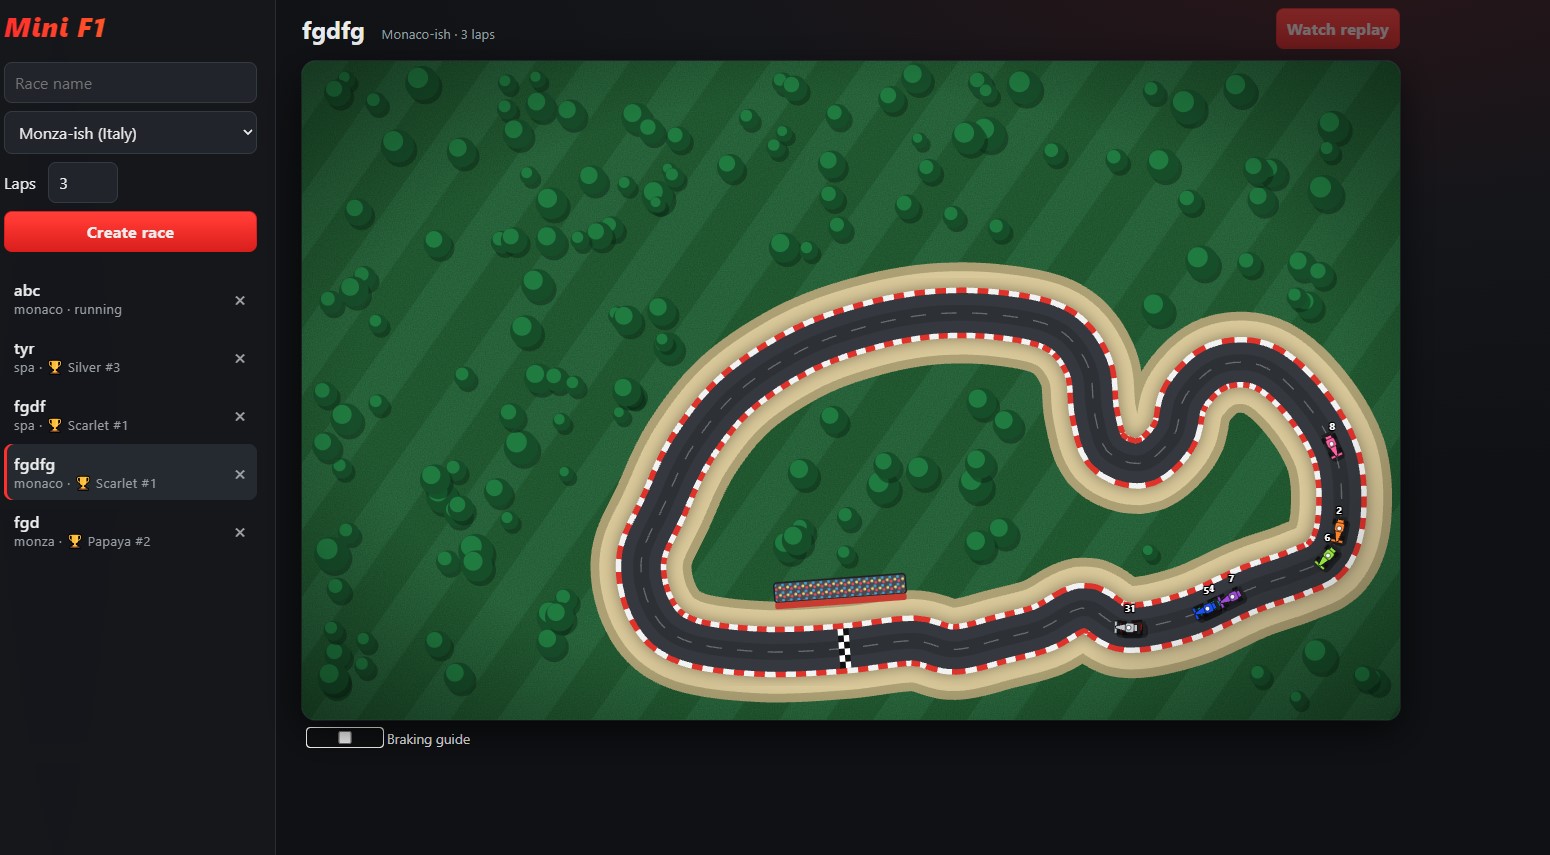 Mini F1
Race name
Monza-ish (Italy)
Laps 3
Create race
abc
monaco · running
✕
tyr
spa · 🏆 Silver #3
✕
fgdf
spa · 🏆 Scarlet #1
✕
fgdfg
monaco · 🏆 Scarlet #1
✕
fgd
monza · 🏆 Papaya #2
✕
fgdfg Monaco-ish · 3 laps
Watch replay
8
2
6
7
54
31
Braking guide